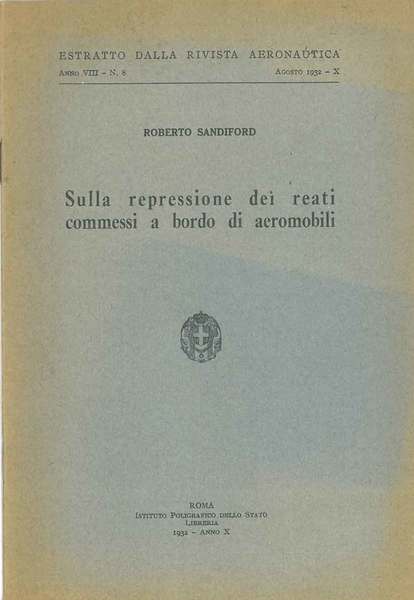 ESTRATTO DALLA RIVISTA AERONAUTICA
ANNO VIII – N. 8 AGOSTO 1932 – X
ROBERTO SANDIFORD
Sulla repressione dei reati
commessi a bordo di aeromobili
ROMA
ISTITUTO POLIGRAFICO DELLO STATO
LIBRERIA
1932 – ANNO X